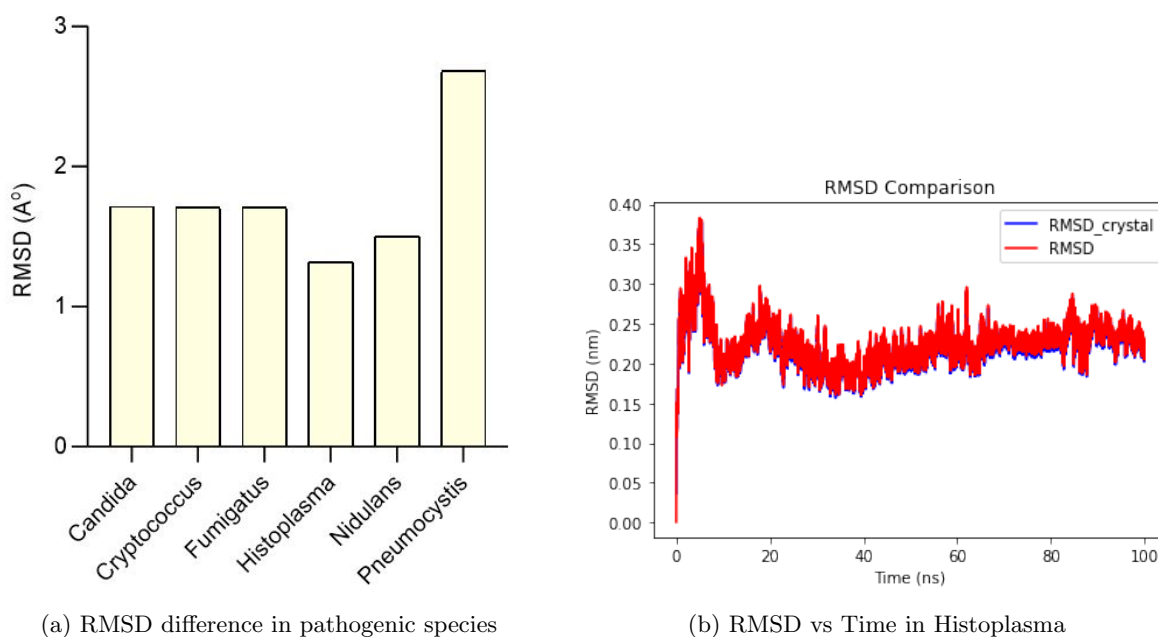 3
2
1
0
RMSD (A⁰)
Candida
Cryptococcus
Fumigatus
Histoplasma
Nidulans
Pneumocystis
(a) RMSD difference in pathogenic species
RMSD Comparison
RMSD_crystal
RMSD
0.40
0.35
0.30
0.25
0.20
0.15
0.10
0.05
0.00
RMSD (nm)
0
20
40
60
80
100
Time (ns)
(b) RMSD vs Time in Histoplasma